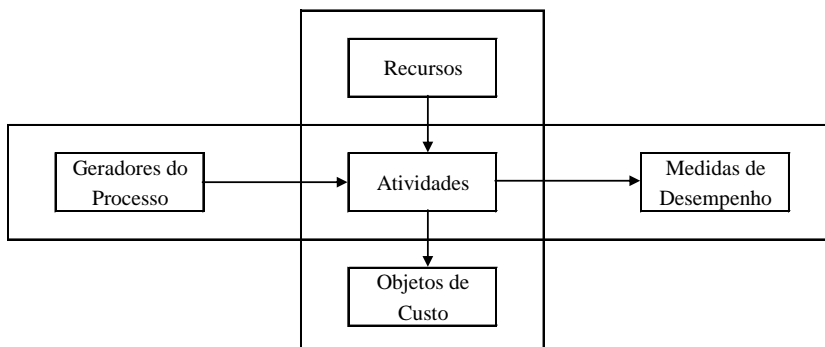 Recursos
Geradores do
Processo
Atividades
Medidas de
Desempenho
Objetos de
Custo